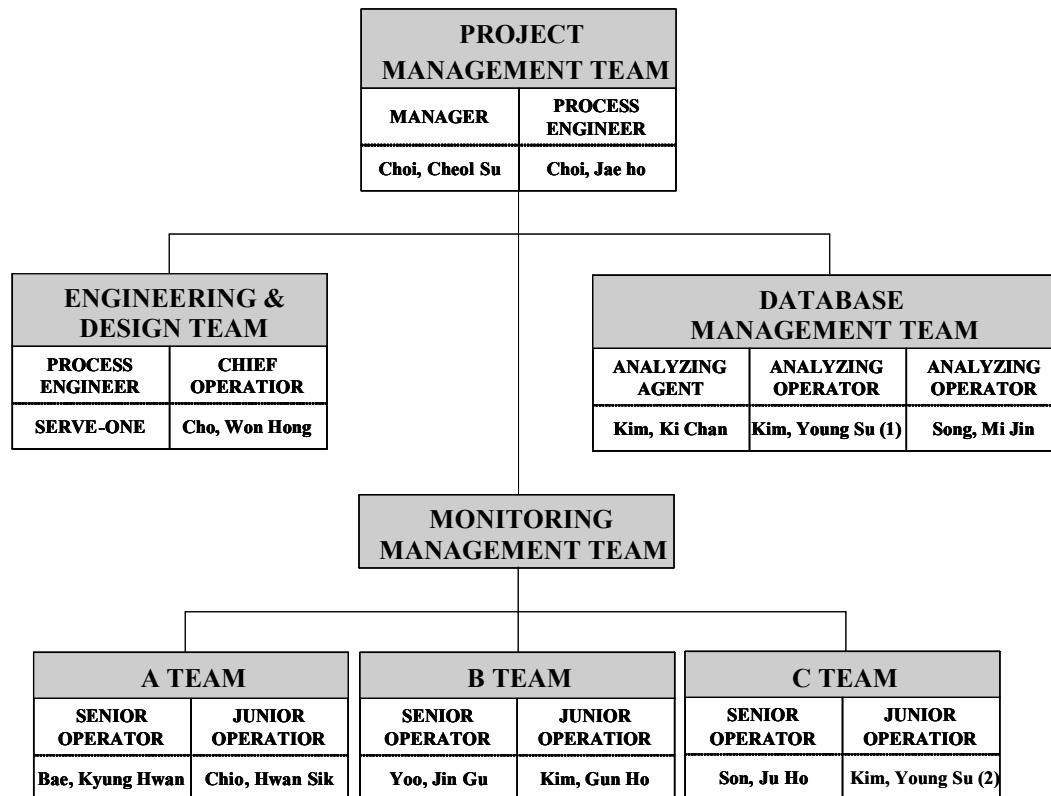 PROJECT
MANAGEMENT TEAM
MANAGER
PROCESS
ENGINEER
Choi, Cheol Su
Choi, Jae ho
ENGINEERING &
DESIGN TEAM
PROCESS
ENGINEER
CHIEF
OPERATIOR
SERVE-ONE
Cho, Won Hong
DATABASE
MANAGEMENT TEAM
ANALYZING
AGENT
ANALYZING
OPERATOR
ANALYZING
OPERATOR
Kim, Ki Chan
Kim, Young Su (1)
Song, Mi Jin
MONITORING
MANAGEMENT TEAM
A TEAM
SENIOR
OPERATOR
JUNIOR
OPERATIOR
Bae, Kyung Hwan
Chio, Hwan Sik
B TEAM
SENIOR
OPERATOR
JUNIOR
OPERATIOR
Yoo, Jin Gu
Kim, Gun Ho
C TEAM
SENIOR
OPERATOR
JUNIOR
OPERATIOR
Son, Ju Ho
Kim, Young Su (2)